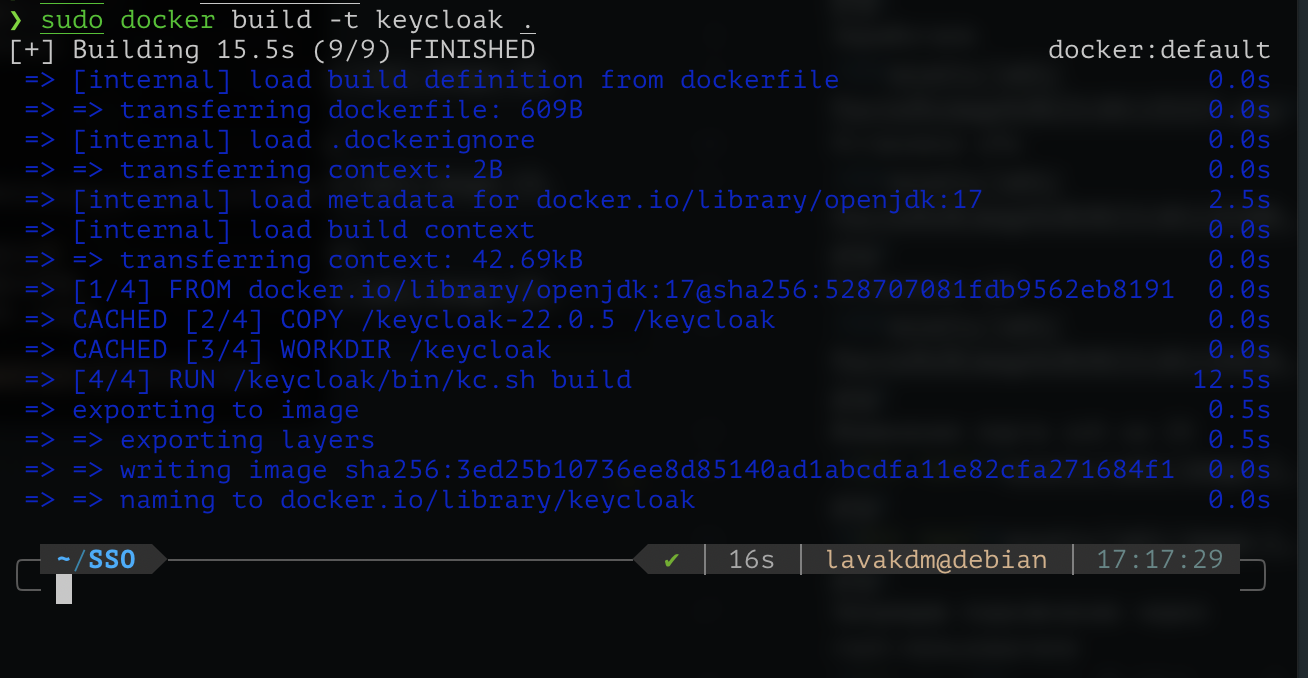 ❯ sudo docker build -t keycloak .
[+] Building 15.5s (9/9) FINISHED docker:default
=> [internal] load build definition from dockerfile 0.0s
=> => transferring dockerfile: 609B 0.0s
=> [internal] load .dockerignore 0.0s
=> => transferring context: 2B 0.0s
=> [internal] load metadata for docker.io/library/openjdk:17 2.5s
=> [internal] load build context 0.0s
=> => transferring context: 42.69kB 0.0s
=> [1/4] FROM docker.io/library/openjdk:17@sha256:528707081fdb9562eb8191 0.0s
=> CACHED [2/4] COPY /keycloak-22.0.5 /keycloak 0.0s
=> CACHED [3/4] WORKDIR /keycloak 0.0s
=> [4/4] RUN /keycloak/bin/kc.sh build 12.5s
=> exporting to image 0.5s
=> => exporting layers 0.5s
=> => writing image sha256:3ed25b10736ee8d85140ad1abcdfa11e82cfa271684f1 0.0s
=> => naming to docker.io/library/keycloak 0.0s
~/SSO ✔ 16s lavakdm@debian 17:17:29